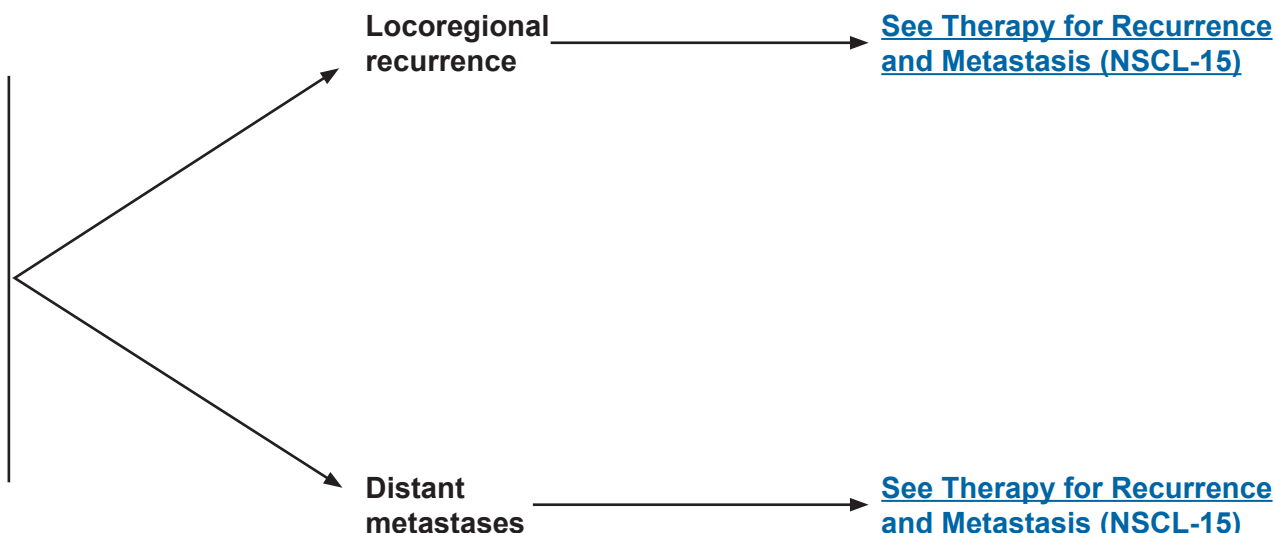 Locoregional
recurrence
See Therapy for Recurrence
and Metastasis (NSCL-15)
Distant
metastases
See Therapy for Recurrence
and Metastasis (NSCL-15)